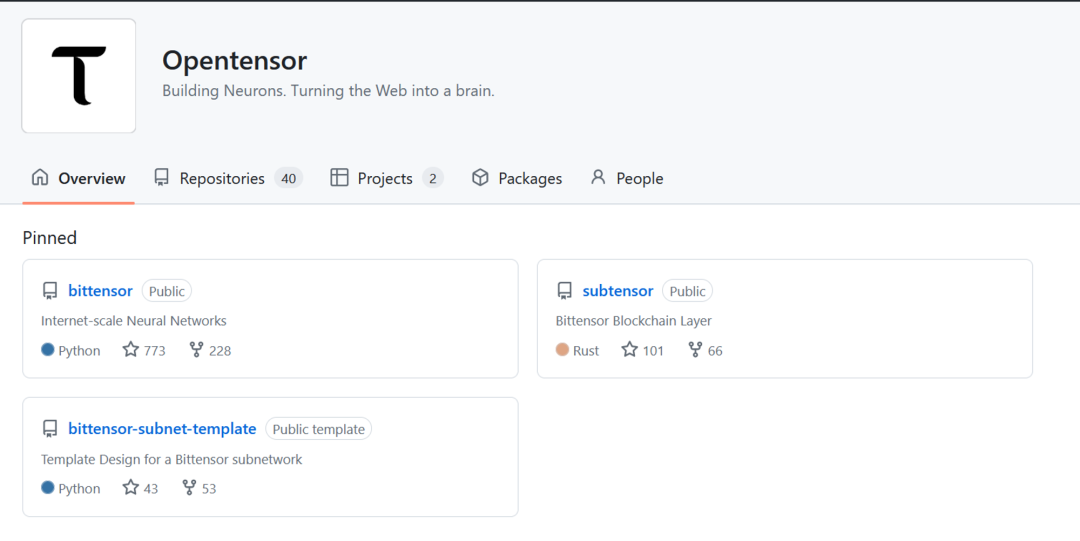 Opentensor
Building Neurons. Turning the Web into a brain.
Overview Repositories 40 Projects 2 Packages People
Pinned
bittensor Public
Internet-scale Neural Networks
Python 773 228
subtensor Public
Bittensor Blockchain Layer
Rust 101 66
bittensor-subnet-template Public template
Template Design for a Bittensor subnetwork
Python 43 53